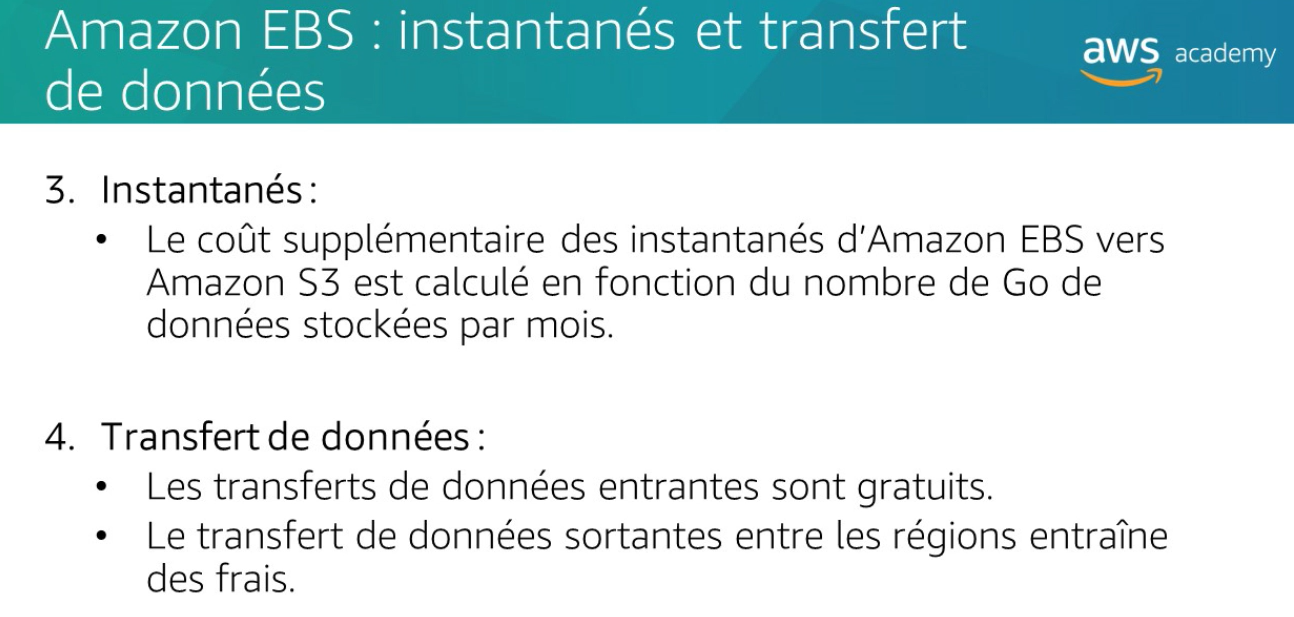 Amazon EBS : instantanés et transfert
de données
aws academy
3. Instantanés :
• Le coût supplémentaire des instantanés d’Amazon EBS vers
Amazon S3 est calculé en fonction du nombre de Go de
données stockées par mois.
4. Transfert de données :
• Les transferts de données entrantes sont gratuits.
• Le transfert de données sortantes entre les régions entraîne
des frais.